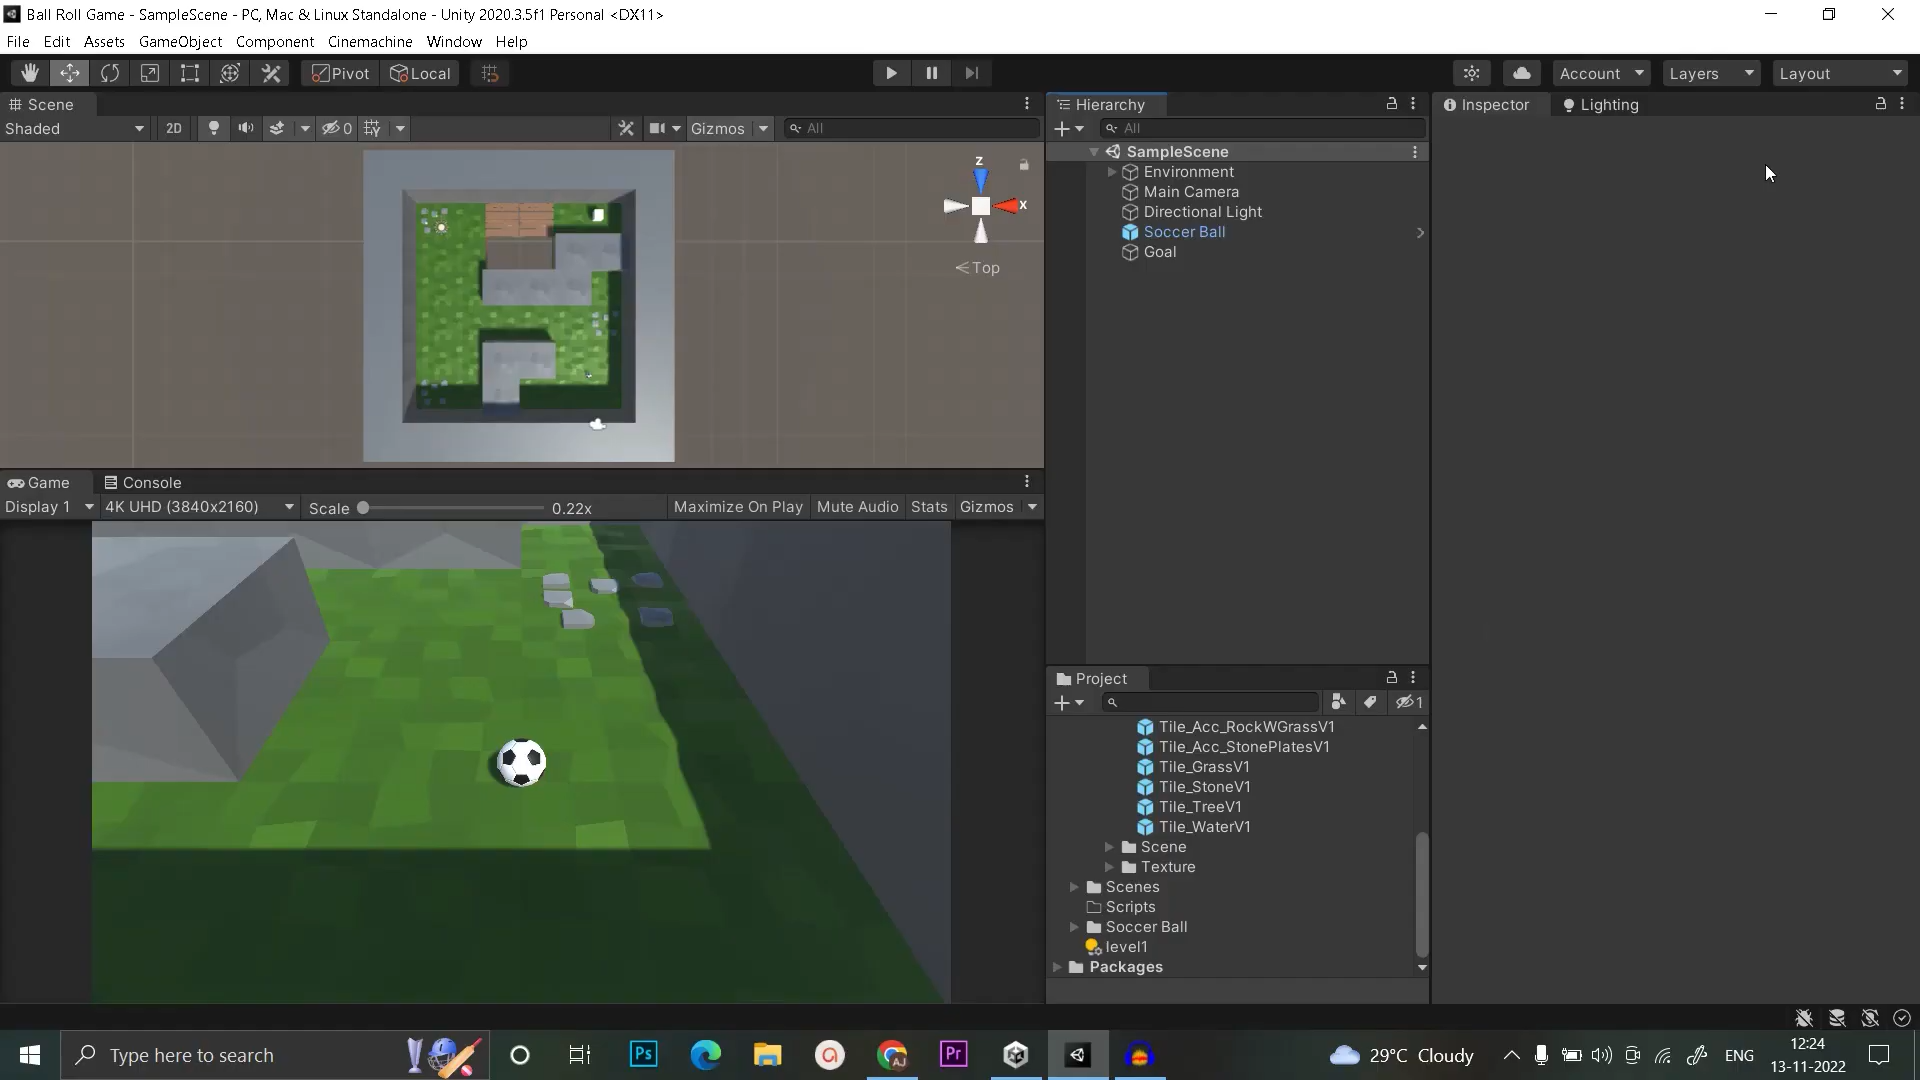 Ball Roll Game - SampleScene - PC, Mac & Linux Standalone - Unity 2020.3.5f1 Personal <DX11>
File Edit Assets GameObject Component Cinemachine Window Help
Pivot Local Account Layers Layout
Scene
Shaded 2D 0 Gizmos All
z
x
Top
Hierarchy
All
SampleScene
Environment
Main Camera
Directional Light
Soccer Ball
Goal
Inspector Lighting
Game Console
Display 1 4K UHD (3840x2160) Scale 0.22x Maximize On Play Mute Audio Stats Gizmos
Project
1
Tile_Acc_RockWGrassV1
Tile_Acc_StonePlatesV1
Tile_GrassV1
Tile_StoneV1
Tile_TreeV1
Tile_WaterV1
Scene
Texture
Scenes
Scripts
Soccer Ball
level1
Packages
Type here to search
Ps
Pr
AJ
29°C Cloudy
ENG
12:24
13-11-2022